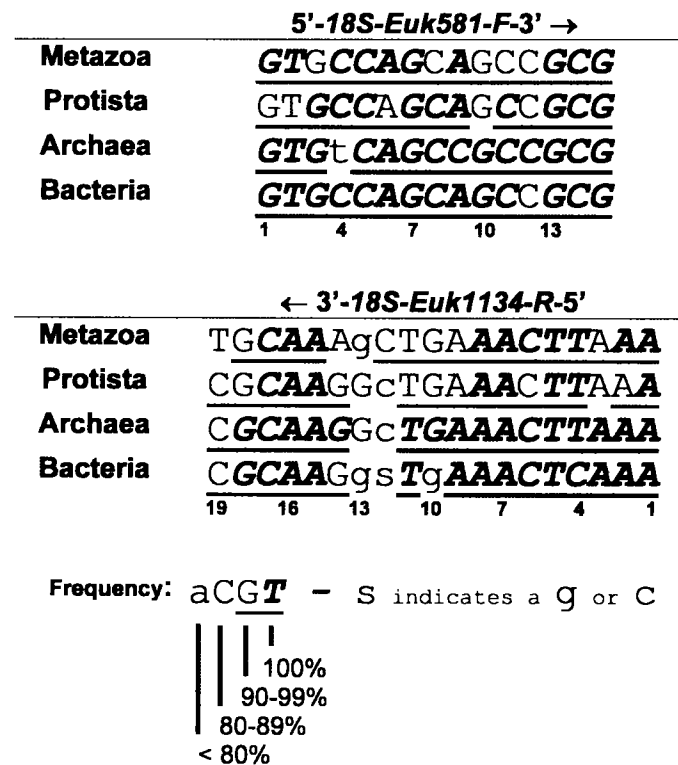 5'-18S-Euk581-F-3' →
Metazoa GTGCCAGCAGCCGCG
Protista GTGCCAGCAGCCGCG
Archaea GTGtCAGCCGCCGCG
Bacteria GTGCCAGCAGCCGCG
1 4 7 10 13
← 3'-18S-Euk1134-R-5'
Metazoa TGCAAAgCTGAAACTTAAA
Protista CGCAAGGcTGAAACTTAAA
Archaea CGCAAGGcTGAAACTTAAA
Bacteria CGCAAGgsTgAAACTCAAA
19 16 13 10 7 4 1
Frequency: aCGT - s indicates a g or c
100%
90-99%
80-89%
< 80%